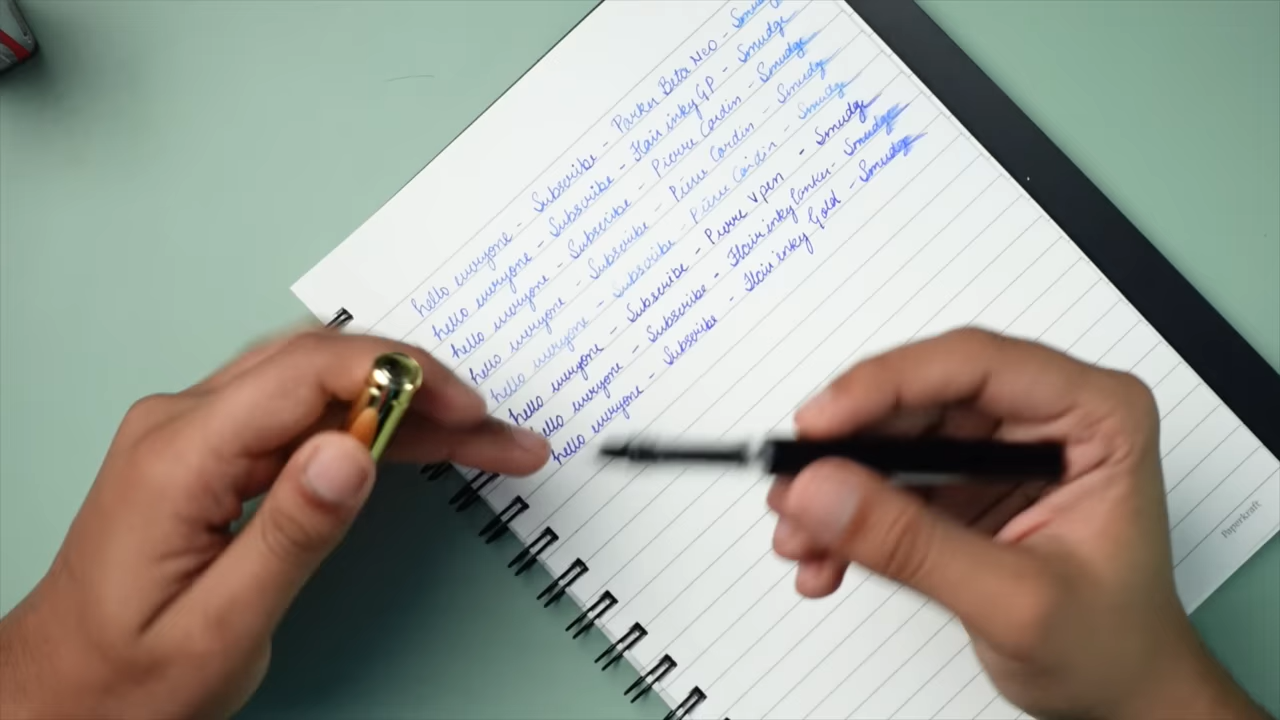 hello everyone - Subscribe - Parker Beta Neo - Smudge
hello everyone - Subscribe - Flair inky GP - Smudge
hello everyone - Subscribe - Pierre Cardin - Smudge
hello everyone - Subscribe - Pierre Cardin - Smudge
hello everyone - Subscribe - Pierre Cardin - Smudge
hello everyone - Subscribe - Pierre V pen - Smudge
hello everyone - Subscribe - Flair inky - Smudge
hello everyone - Subscribe - Flair inky Gold - Smudge
Paperkraft